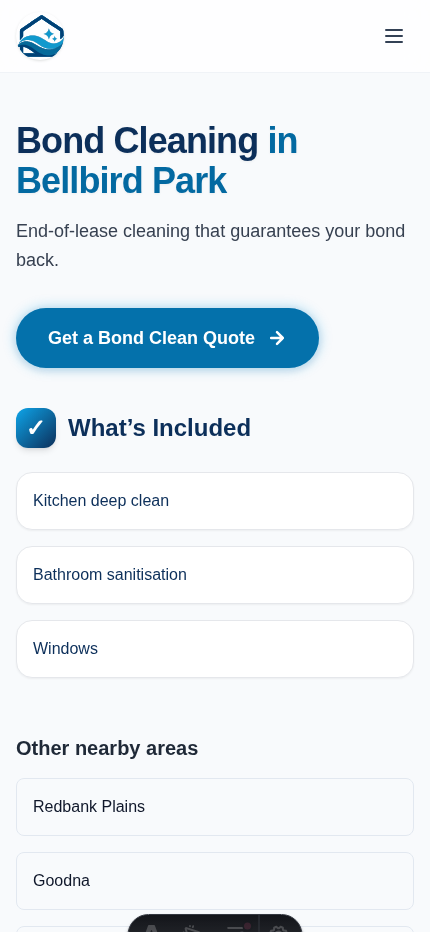 Bond Cleaning in
Bellbird Park
End-of-lease cleaning that guarantees your bond
back.
Get a Bond Clean Quote
What’s Included
Kitchen deep clean
Bathroom sanitisation
Windows
Other nearby areas
Redbank Plains
Goodna